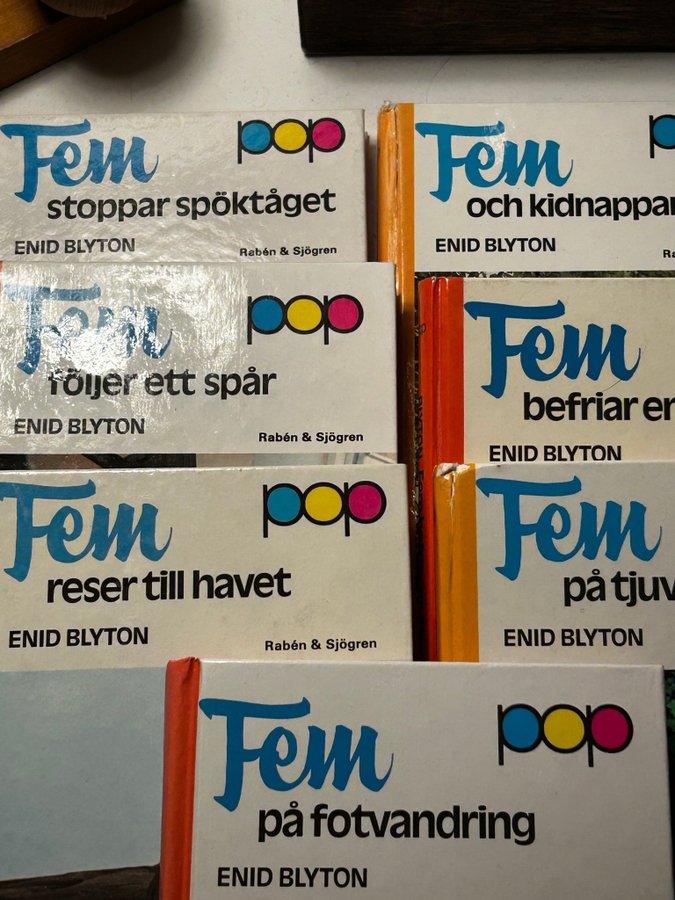 Fem pop
stoppar spöktåget
ENID BLYTON Rabén & Sjögren
Fem
och kidnappar
ENID BLYTON
Fem pop
följer ett spår
ENID BLYTON
Rabén & Sjögren
Fem
befriar
ENID BLYTON
Fem pop
reser till havet
ENID BLYTON Rabén & Sjögren
Fem
på
ENID BLYTON
Fem pop
på fotvandring
ENID BLYTON